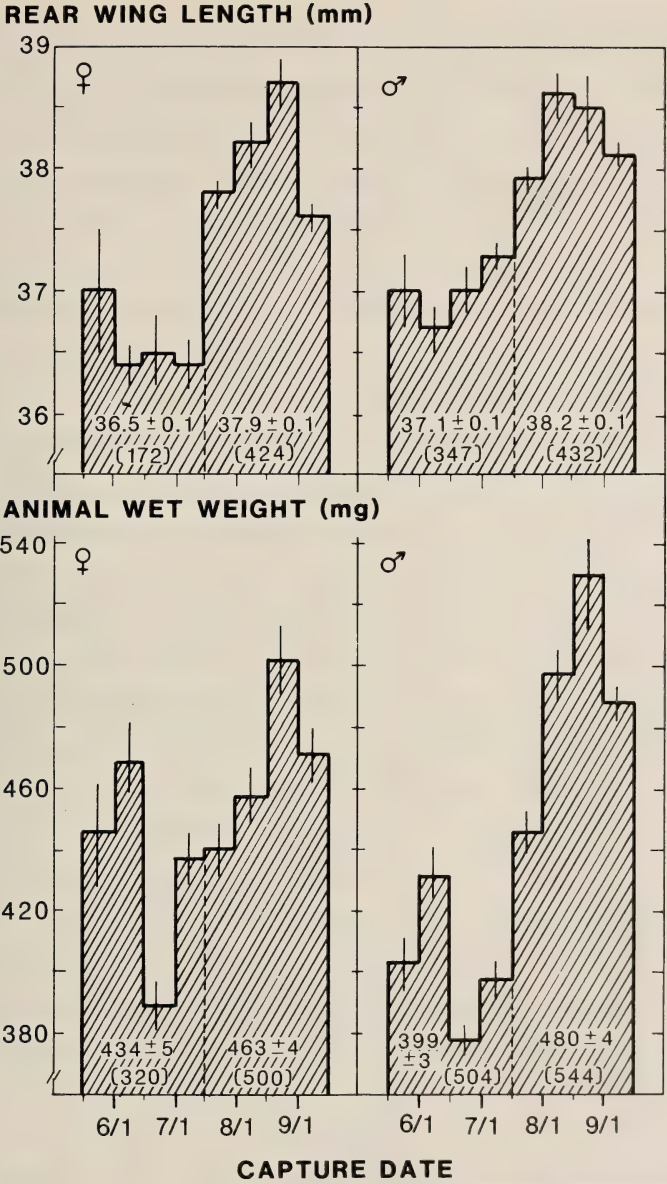 REAR WING LENGTH (mm)
39
♀ ♂
38
37
36
36.5 ± 0.1 37.9 ± 0.1 37.1 ± 0.1 38.2 ± 0.1
(172) (424) (347) (432)
ANIMAL WET WEIGHT (mg)
540
♀ ♂
500
460
420
380
434 ± 5 463 ± 4 399 ± 3 480 ± 4
(320) (500) (504) (544)
6/1 7/1 8/1 9/1 6/1 7/1 8/1 9/1
CAPTURE DATE